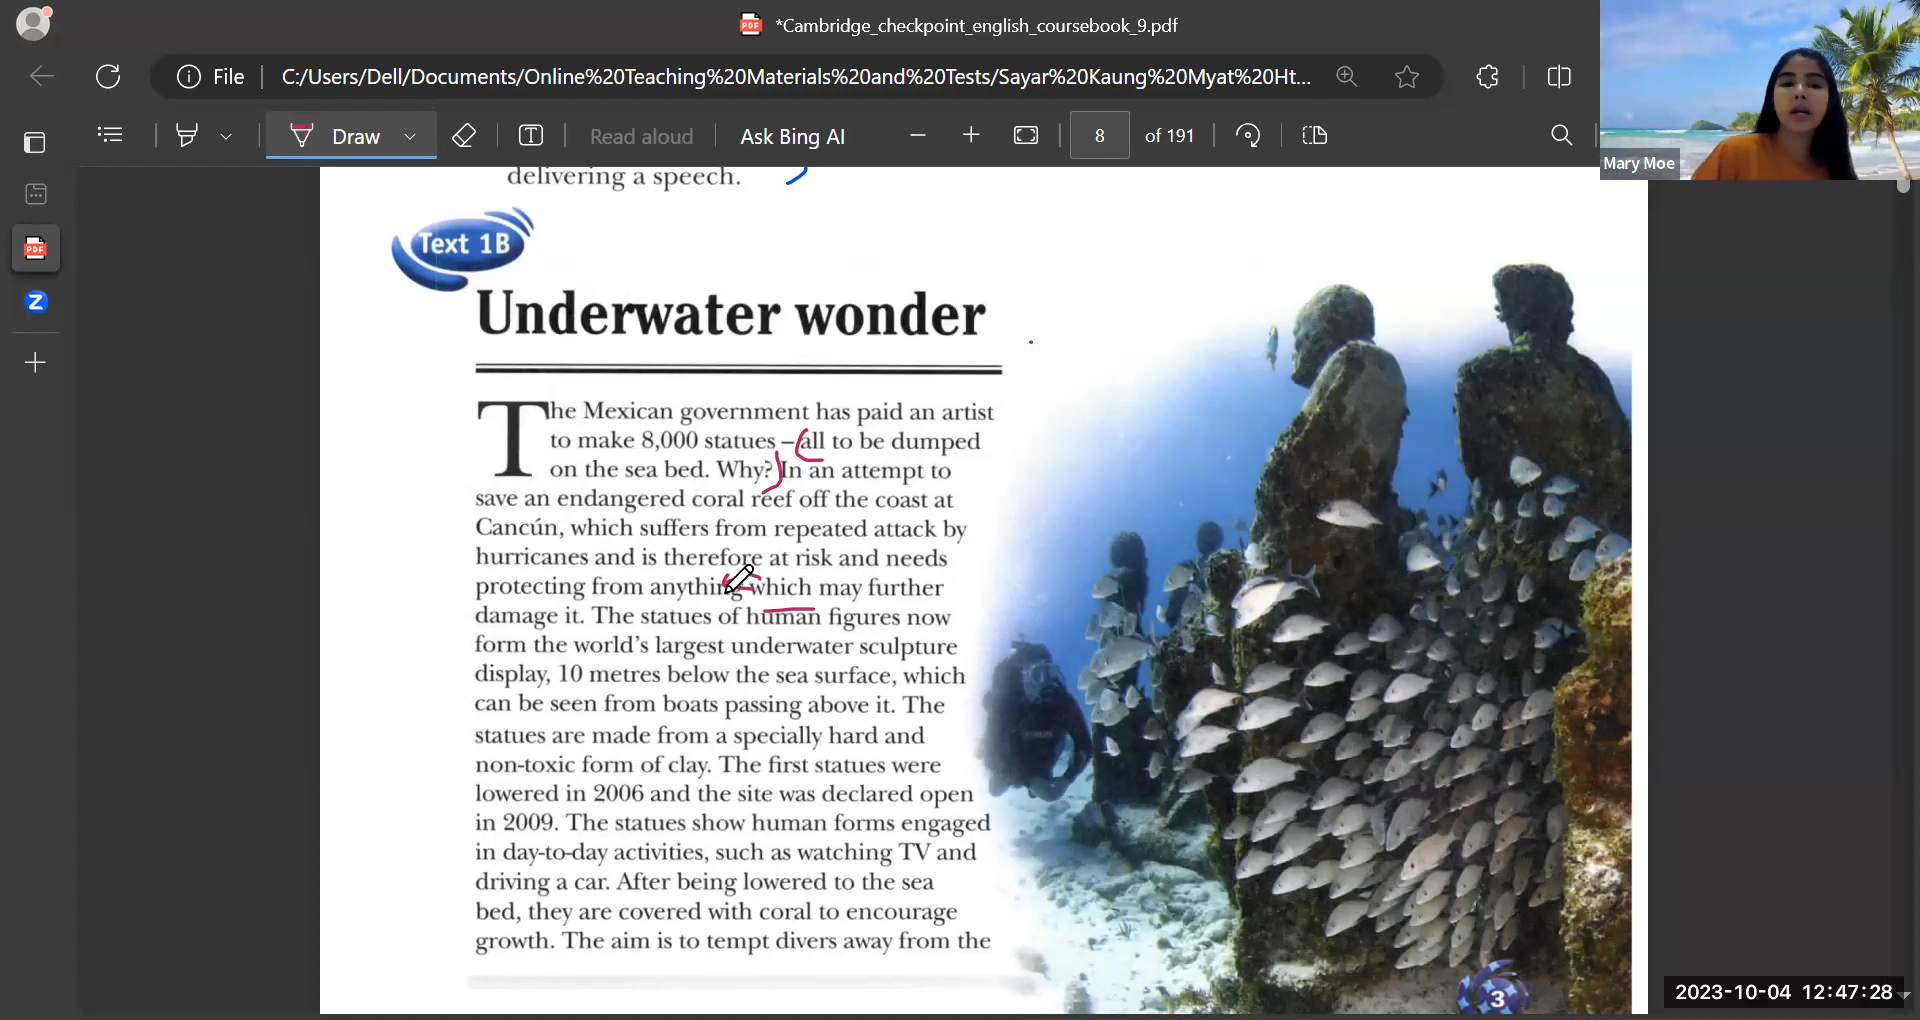 *Cambridge_checkpoint_english_coursebook_9.pdf
File
C:/Users/Dell/Documents/Online%20Teaching%20Materials%20and%20Tests/Sayar%20Kaung%20Myat%20Ht...
Draw
Read aloud
Ask Bing AI
8
of 191
Mary Moe
delivering a speech.
Text 1B
Underwater wonder
The Mexican government has paid an artist
to make 8,000 statues – all to be dumped
on the sea bed. Why? In an attempt to
save an endangered coral reef off the coast at
Cancún, which suffers from repeated attack by
hurricanes and is therefore at risk and needs
protecting from anything which may further
damage it. The statues of human figures now
form the world's largest underwater sculpture
display, 10 metres below the sea surface, which
can be seen from boats passing above it. The
statues are made from a specially hard and
non-toxic form of clay. The first statues were
lowered in 2006 and the site was declared open
in 2009. The statues show human forms engaged
in day-to-day activities, such as watching TV and
driving a car. After being lowered to the sea
bed, they are covered with coral to encourage
growth. The aim is to tempt divers away from the
3
2023-10-04 12:47:28